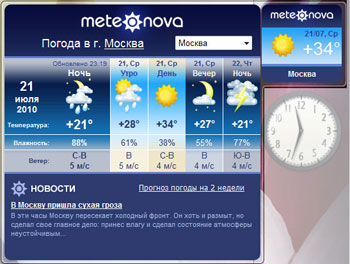 meteonova
Погода в г. Москва
Москва
Обновлено 23:19
21, Ср
21, Ср
21, Ср
22, Чт
21
июля
2010
Ночь
Утро
День
Вечер
Ночь
Температура:
+21°
+28°
+34°
+27°
+21°
Влажность:
88%
61%
38%
55%
77%
Ветер:
С-В
5 м/с
В
4 м/с
С-В
5 м/с
В
4 м/с
Ю-В
4 м/с
НОВОСТИ
Прогноз погоды на 2 недели
В Москву пришла сухая гроза
В эти часы Москву пересекает холодный фронт. Он хоть и размыт, но
сделал свое главное дело: принес влагу и сделал состояние атмосферы
неустойчивым...
meteonova
21/07, Ср
+34°
Москва